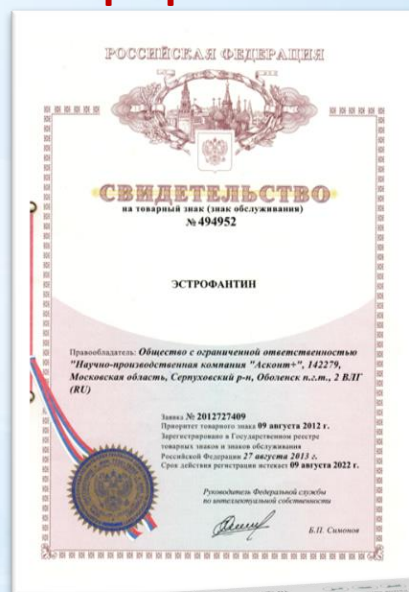 РОССИЙСКАЯ ФЕДЕРАЦИЯ
СВИДЕТЕЛЬСТВО
на товарный знак (знак обслуживания)
№ 494952
ЭСТРОФАНТИН
Правообладатель: Общество с ограниченной ответственностью
"Научно-производственная компания "Асконт+", 142279,
Московская область, Серпуховский р-н, Оболенск п.г.т., 2 ВЛГ
(RU)
Заявка № 2012727409
Приоритет товарного знака 09 августа 2012 г.
Зарегистрировано в Государственном реестре
товарных знаков и знаков обслуживания
Российской Федерации 27 августа 2013 г.
Срок действия регистрации истекает 09 августа 2022 г.
Руководитель Федеральной службы
по интеллектуальной собственности
Б.П. Симонов